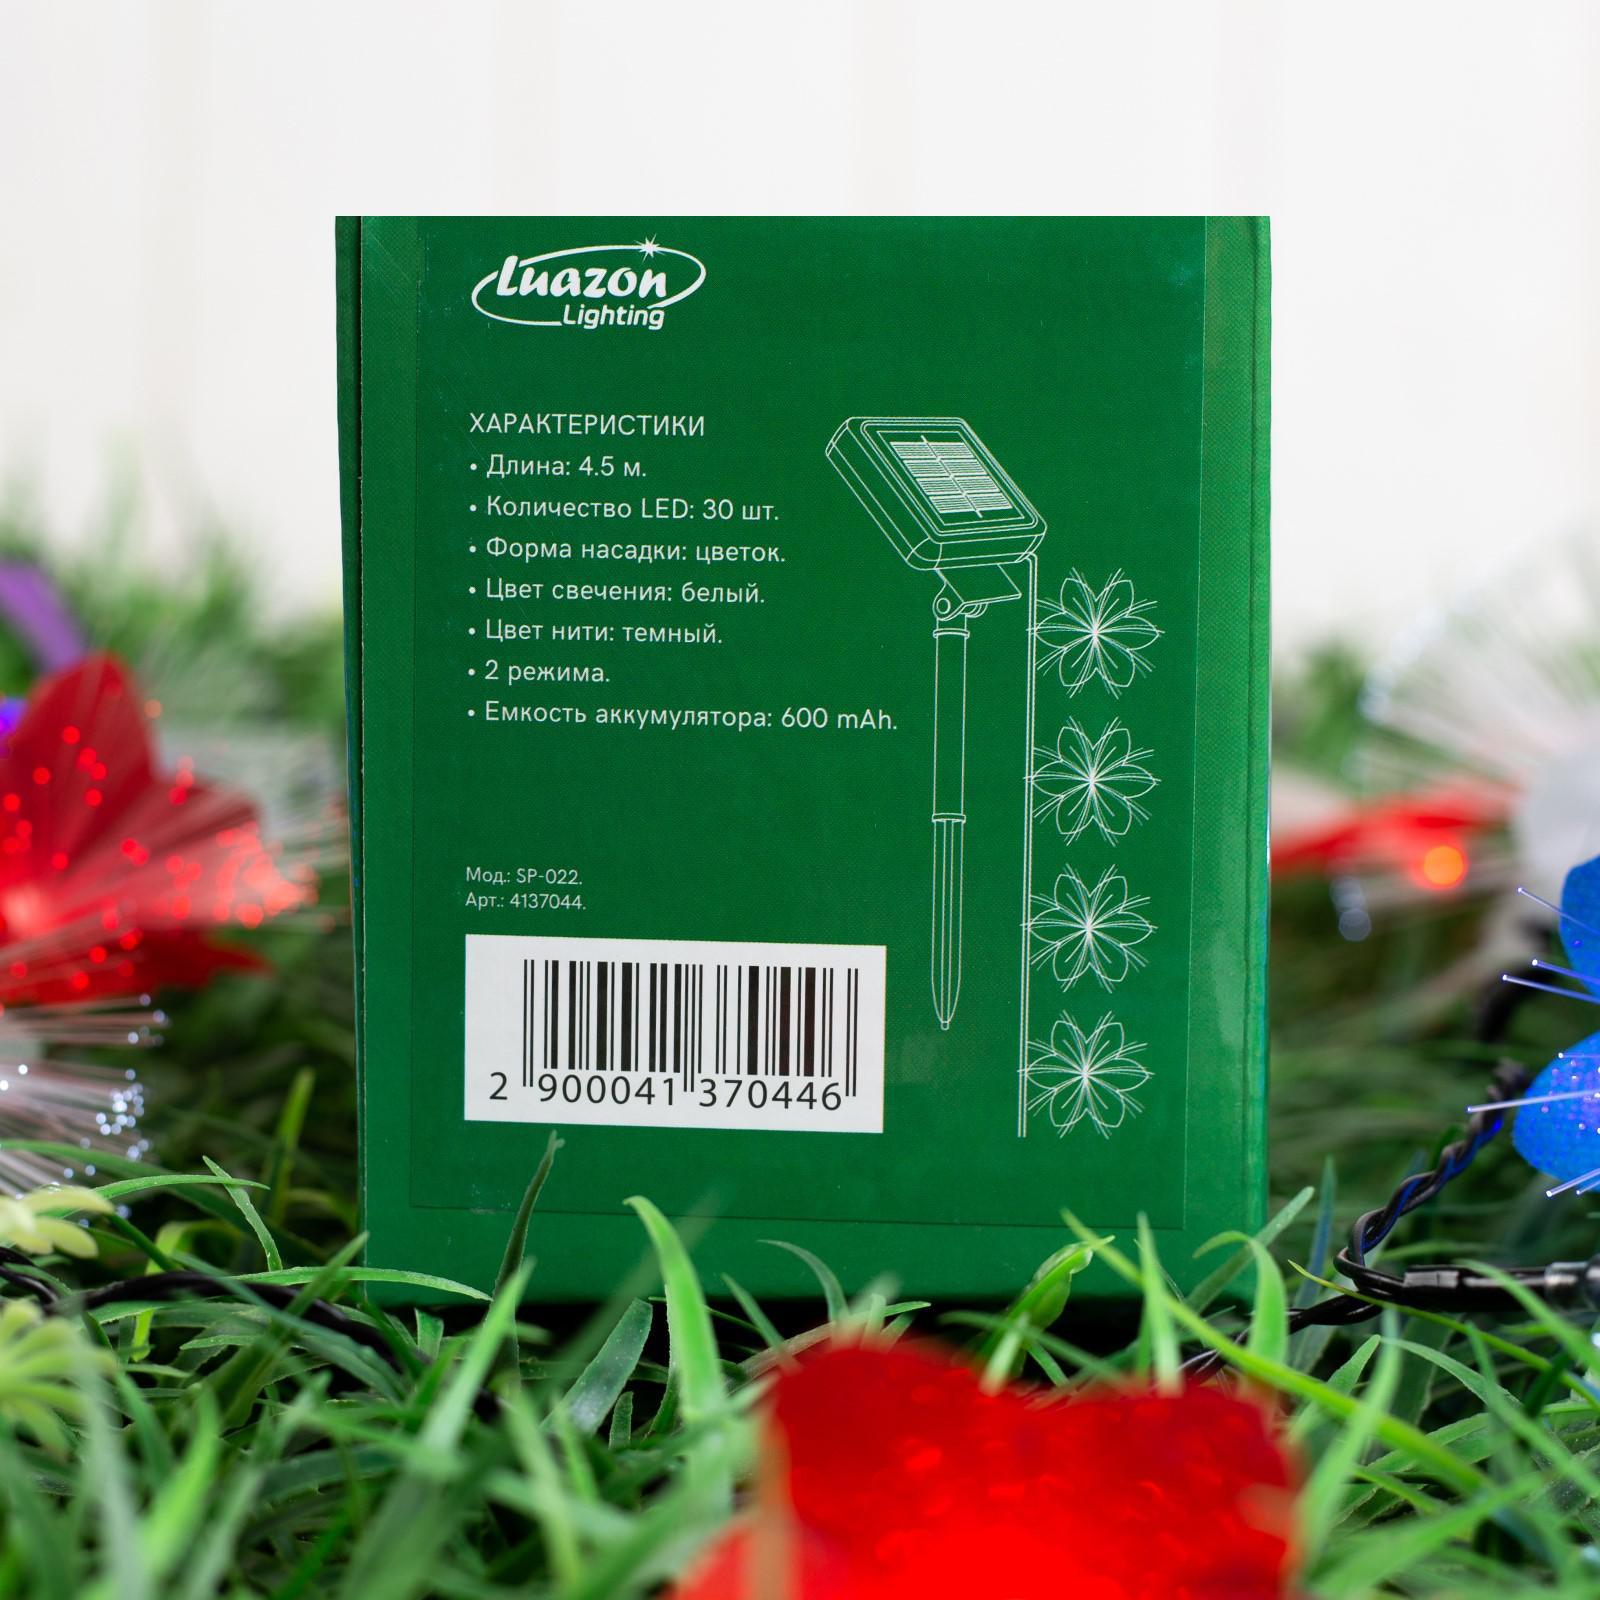 Luazon
Lighting
ХАРАКТЕРИСТИКИ
• Длина: 4.5 м.
• Количество LED: 30 шт.
• Форма насадки: цветок.
• Цвет свечения: белый.
• Цвет нити: темный.
• 2 режима.
• Емкость аккумулятора: 600 mAh.
Мод.: SP-022.
Арт.: 4137044.
2 900041 370446